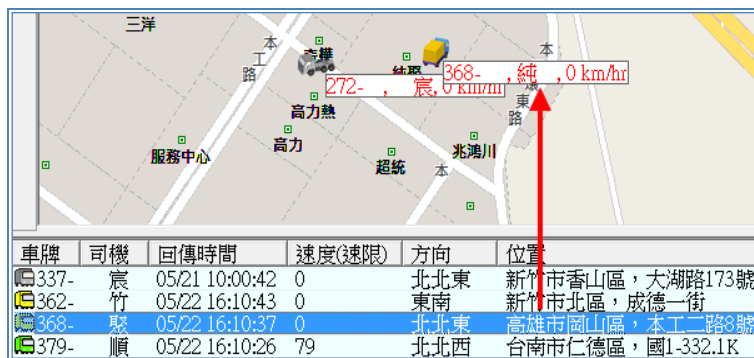 三洋
本
工
路
本
368- ,純 ,0 km/hr
272- , 宸,0 km/hr
東
路
高力熱
高力
服務中心
超統
兆鴻川
本
車牌 司機 回傳時間 速度(速限) 方向 位置
337- 宸 05/21 10:00:42 0 北北東 新竹市香山區，大湖路173號
362- 竹 05/22 16:10:43 0 東南 新竹市北區，成德一街
368- 聚 05/22 16:10:37 0 北北東 高雄市岡山區，本工二路8號
379- 順 05/22 16:10:26 79 北北西 台南市仁德區，國1-332.1K